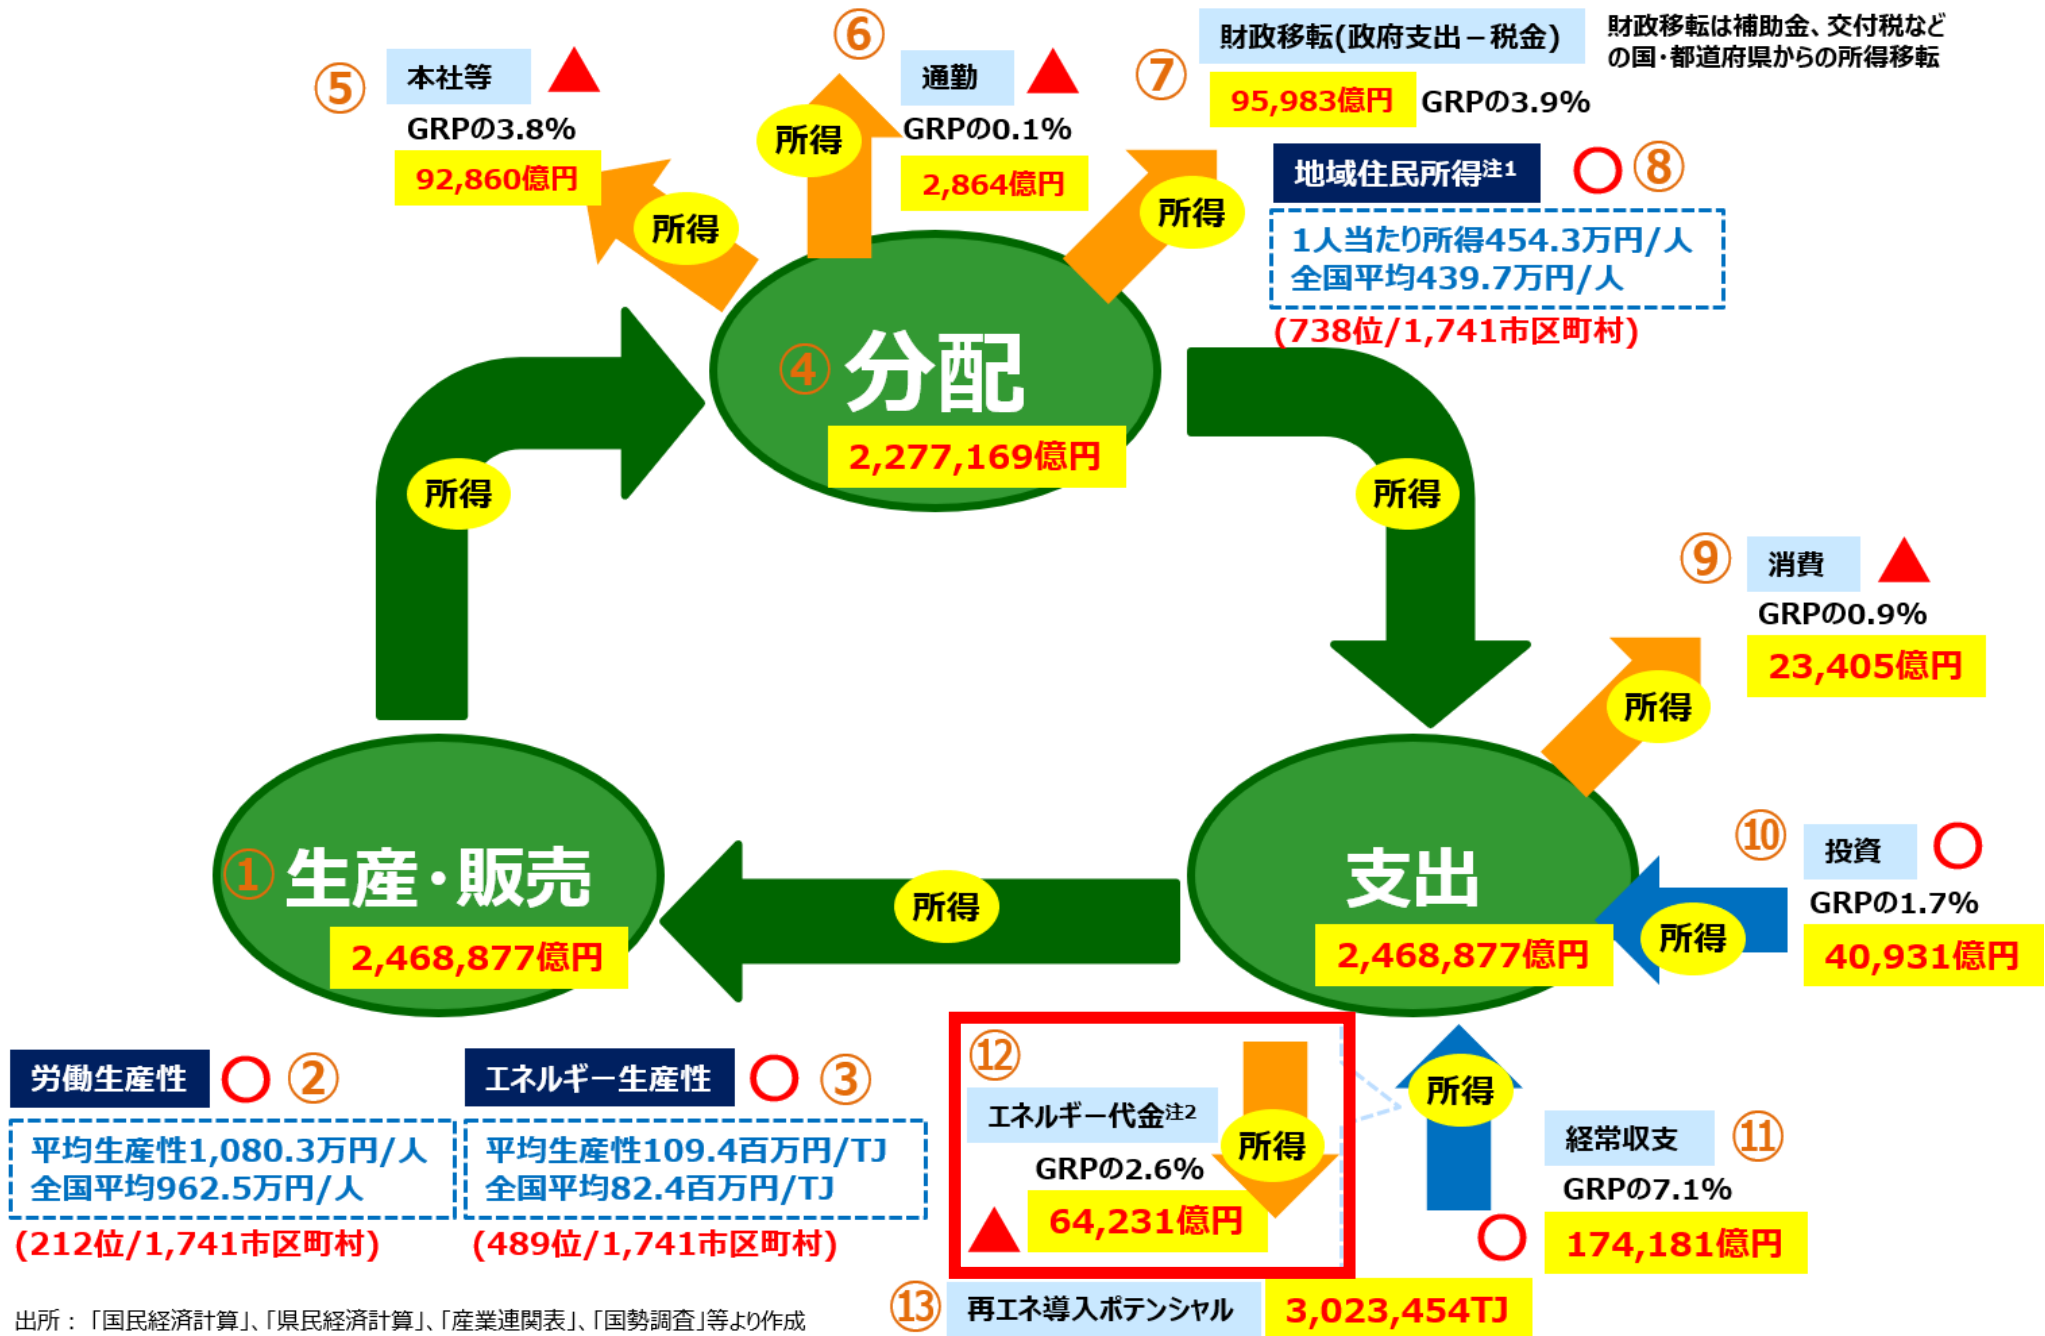 ⑤
本社等
▲
GRPの3.8%
92,860億円
所得
⑥
通勤
▲
GRPの0.1%
2,864億円
所得
⑦
財政移転(政府支出－税金)
95,983億円 GRPの3.9%
財政移転は補助金、交付税など
の国・都道府県からの所得移転
所得
地域住民所得注1 ○ ⑧
1人当たり所得454.3万円/人
全国平均439.7万円/人
(738位/1,741市区町村)
④ 分配
2,277,169億円
所得
所得
⑨
消費
▲
GRPの0.9%
23,405億円
所得
① 生産・販売
2,468,877億円
所得
支出
2,468,877億円
⑩
投資
○
GRPの1.7%
40,931億円
所得
労働生産性 ○ ②
平均生産性1,080.3万円/人
全国平均962.5万円/人
(212位/1,741市区町村)
エネルギー生産性 ○ ③
平均生産性109.4百万円/TJ
全国平均82.4百万円/TJ
(489位/1,741市区町村)
⑫
エネルギー代金注2
GRPの2.6%
▲ 64,231億円
所得
所得
経常収支 ⑪
GRPの7.1%
○ 174,181億円
⑬ 再エネ導入ポテンシャル 3,023,454TJ
出所：「国民経済計算」、「県民経済計算」、「産業連関表」、「国勢調査」等より作成